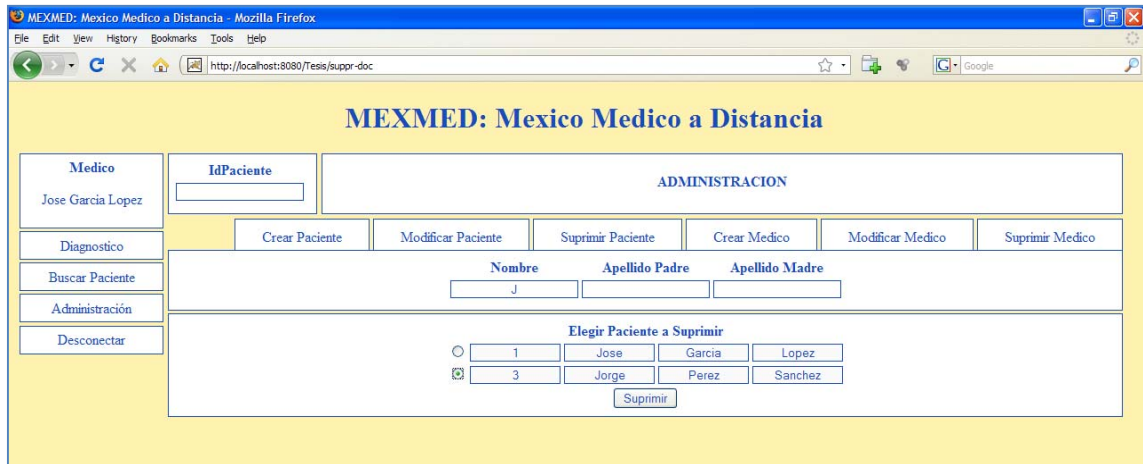 MEXMED: Mexico Medico a Distancia - Mozilla Firefox
File Edit View History Bookmarks Tools Help
http://localhost:8080/Tesis/suppr-doc
G Google
MEXMED: Mexico Medico a Distancia
Medico
Jose Garcia Lopez
IdPaciente
ADMINISTRACION
Diagnostico
Buscar Paciente
Administración
Desconectar
Crear Paciente Modificar Paciente Suprimir Paciente Crear Medico Modificar Medico Suprimir Medico
Nombre Apellido Padre Apellido Madre
J
Elegir Paciente a Suprimir
1 Jose Garcia Lopez
3 Jorge Perez Sanchez
Suprimir